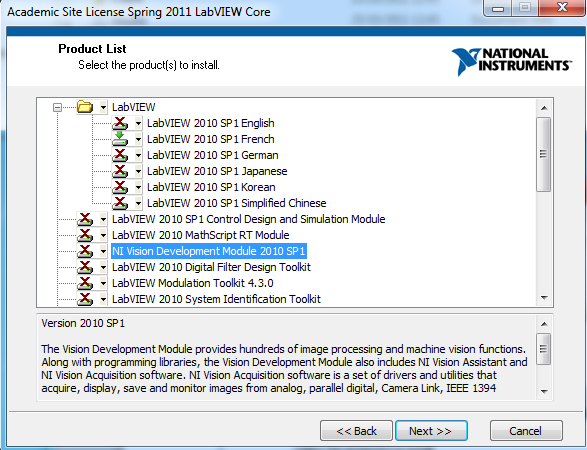 Academic Site License Spring 2011 LabVIEW Core
Product List
Select the product(s) to install.
NATIONAL
INSTRUMENTS™
LabVIEW
LabVIEW 2010 SP1 English
LabVIEW 2010 SP1 French
LabVIEW 2010 SP1 German
LabVIEW 2010 SP1 Japanese
LabVIEW 2010 SP1 Korean
LabVIEW 2010 SP1 Simplified Chinese
LabVIEW 2010 SP1 Control Design and Simulation Module
LabVIEW 2010 MathScript RT Module
NI Vision Development Module 2010 SP1
LabVIEW 2010 Digital Filter Design Toolkit
LabVIEW Modulation Toolkit 4.3.0
LabVIEW 2010 System Identification Toolkit
Version 2010 SP1
The Vision Development Module provides hundreds of image processing and machine vision functions.
Along with programming libraries, the Vision Development Module also includes NI Vision Assistant and
NI Vision Acquisition software. NI Vision Acquisition software is a set of drivers and utilities that
acquire, display, save and monitor images from analog, parallel digital, Camera Link, IEEE 1394
<< Back
Next >>
Cancel